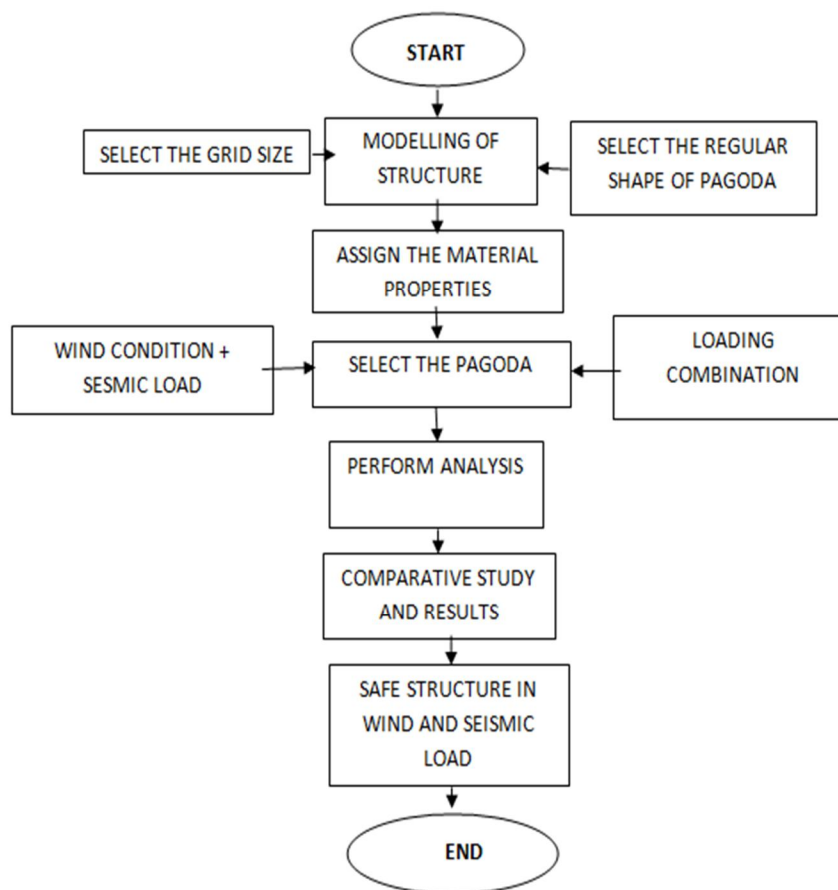 START
SELECT THE GRID SIZE
MODELLING OF
STRUCTURE
SELECT THE REGULAR
SHAPE OF PAGODA
ASSIGN THE MATERIAL
PROPERTIES
WIND CONDITION +
SESMIC LOAD
SELECT THE PAGODA
LOADING
COMBINATION
PERFORM ANALYSIS
COMPARATIVE STUDY
AND RESULTS
SAFE STRUCTURE IN
WIND AND SEISMIC
LOAD
END